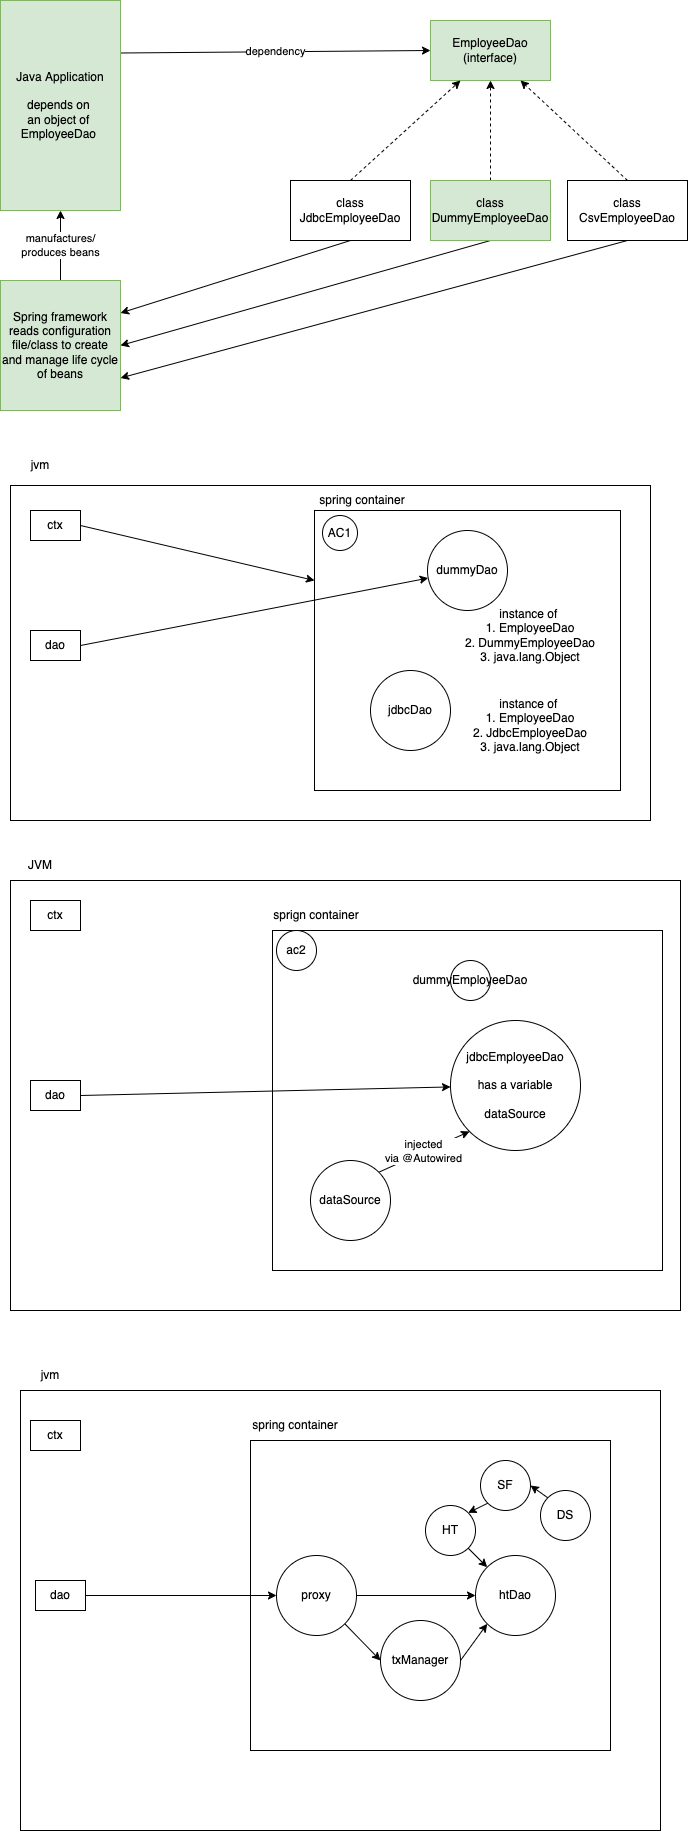 Java Application
depends on
an object of
EmployeeDao
dependency
EmployeeDao
(interface)
class
JdbcEmployeeDao
class
DummyEmployeeDao
class
CsvEmployeeDao
manufactures/
produces beans
Spring framework
reads configuration
file/class to create
and manage life cycle
of beans
jvm
ctx
dao
spring container
AC1
dummyDao
instance of
1. EmployeeDao
2. DummyEmployeeDao
3. java.lang.Object
jdbcDao
instance of
1. EmployeeDao
2. JdbcEmployeeDao
3. java.lang.Object
JVM
ctx
sprign container
ac2
dummyEmployeeDao
jdbcEmployeeDao
has a variable
dataSource
dao
injected
via @Autowired
dataSource
jvm
ctx
spring container
SF
DS
HT
dao
proxy
htDao
txManager